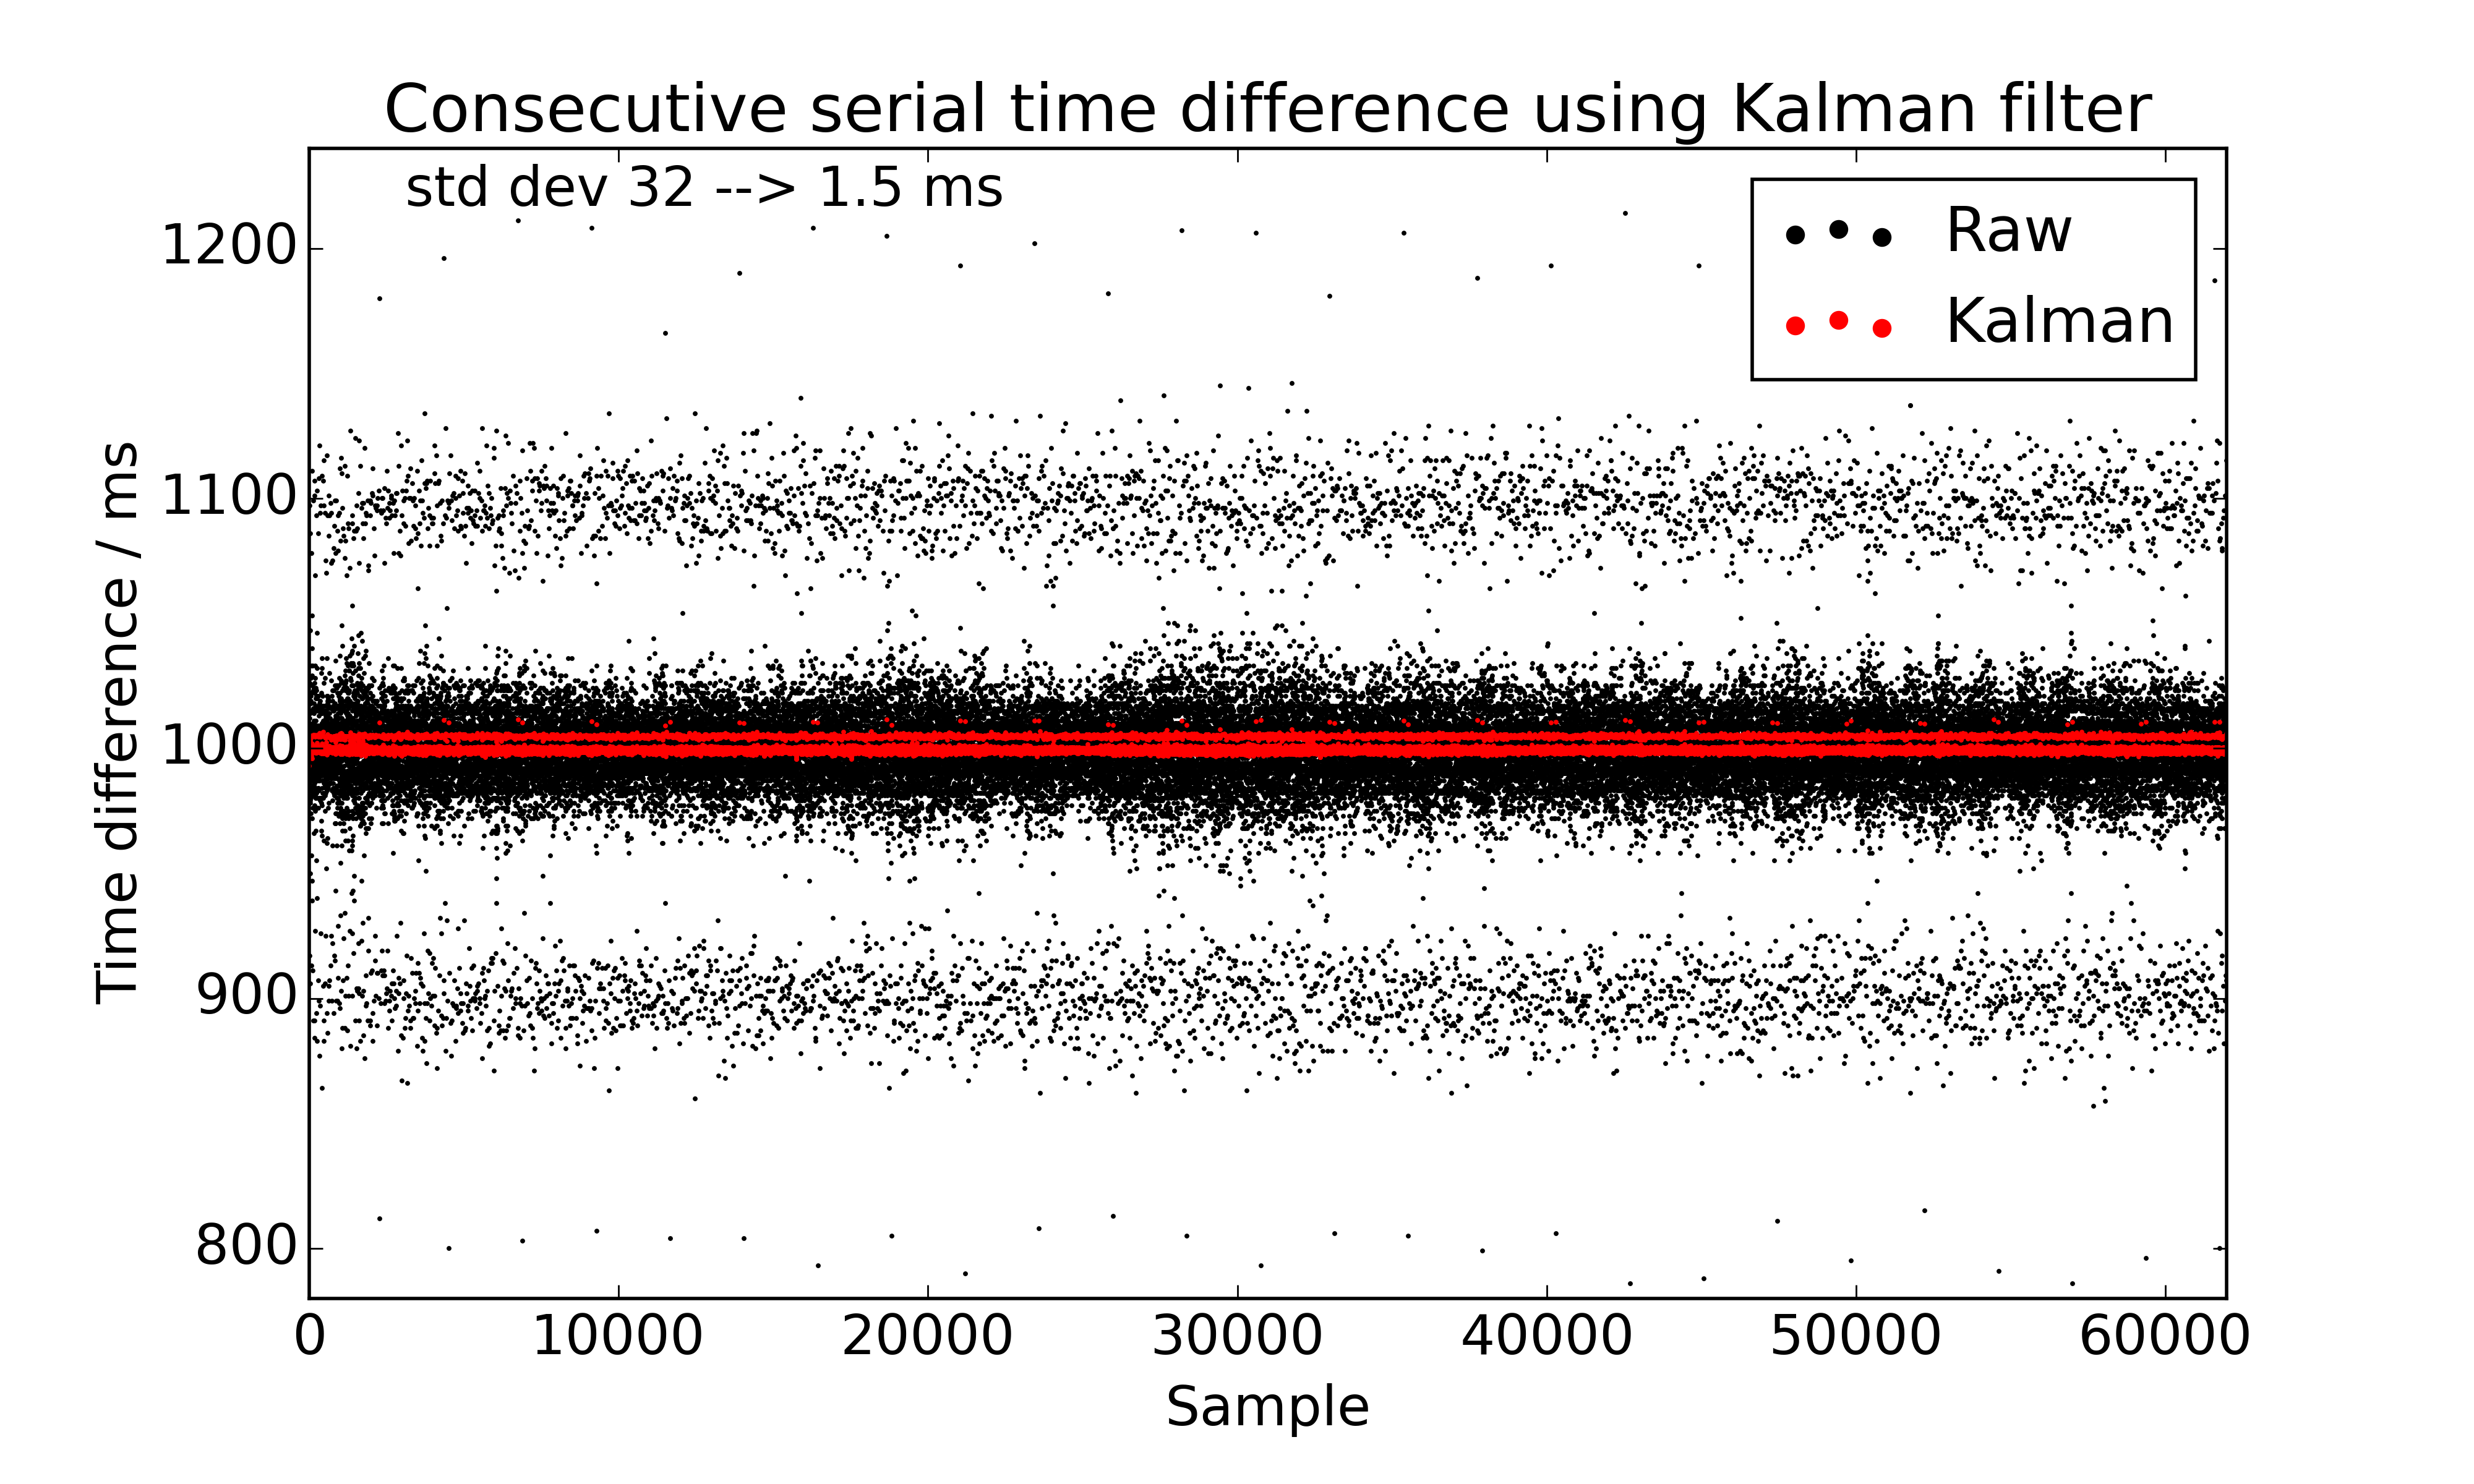 Consecutive serial time difference using Kalman filter
std dev 32 --> 1.5 ms
Raw
Kalman
Time difference / ms
1200
1100
1000
900
800
0 10000 20000 30000 40000 50000 60000
Sample